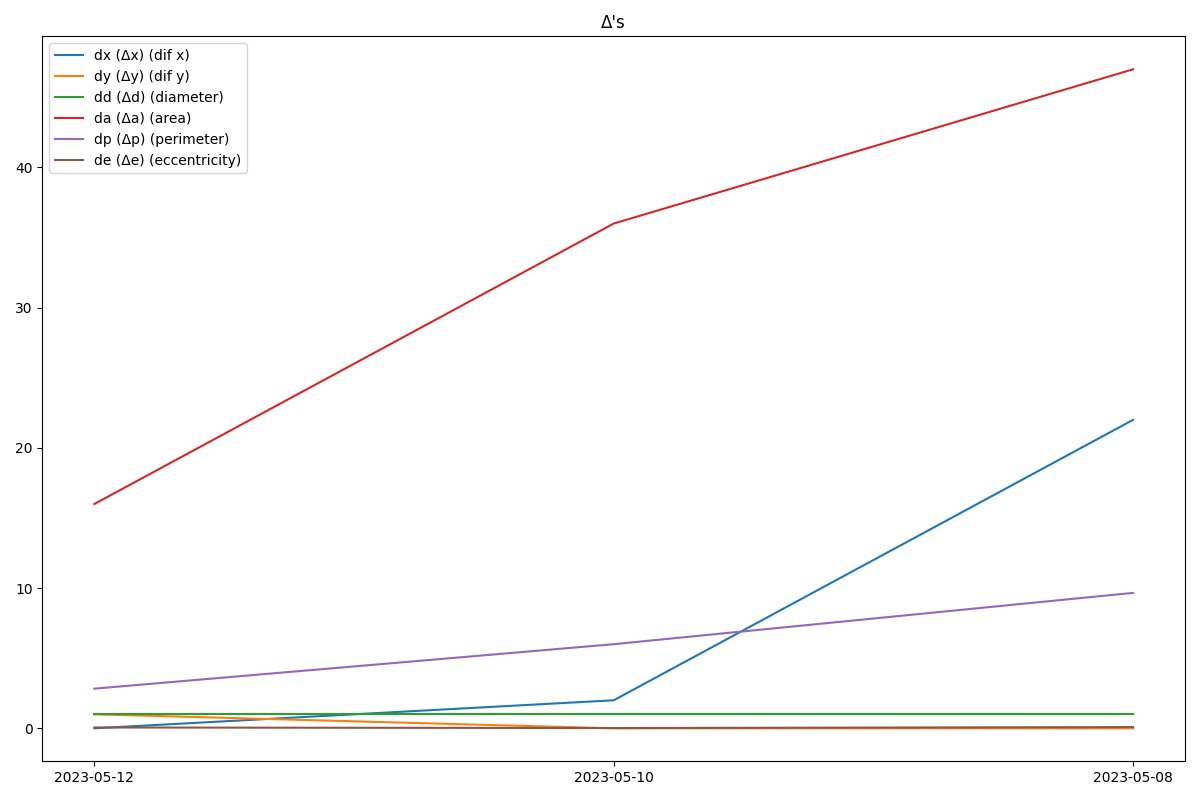 Δ's
dx (Δx) (dif x)
dy (Δy) (dif y)
dd (Δd) (diameter)
da (Δa) (area)
dp (Δp) (perimeter)
de (Δe) (eccentricity)
40
30
20
10
0
2023-05-12 2023-05-10 2023-05-08